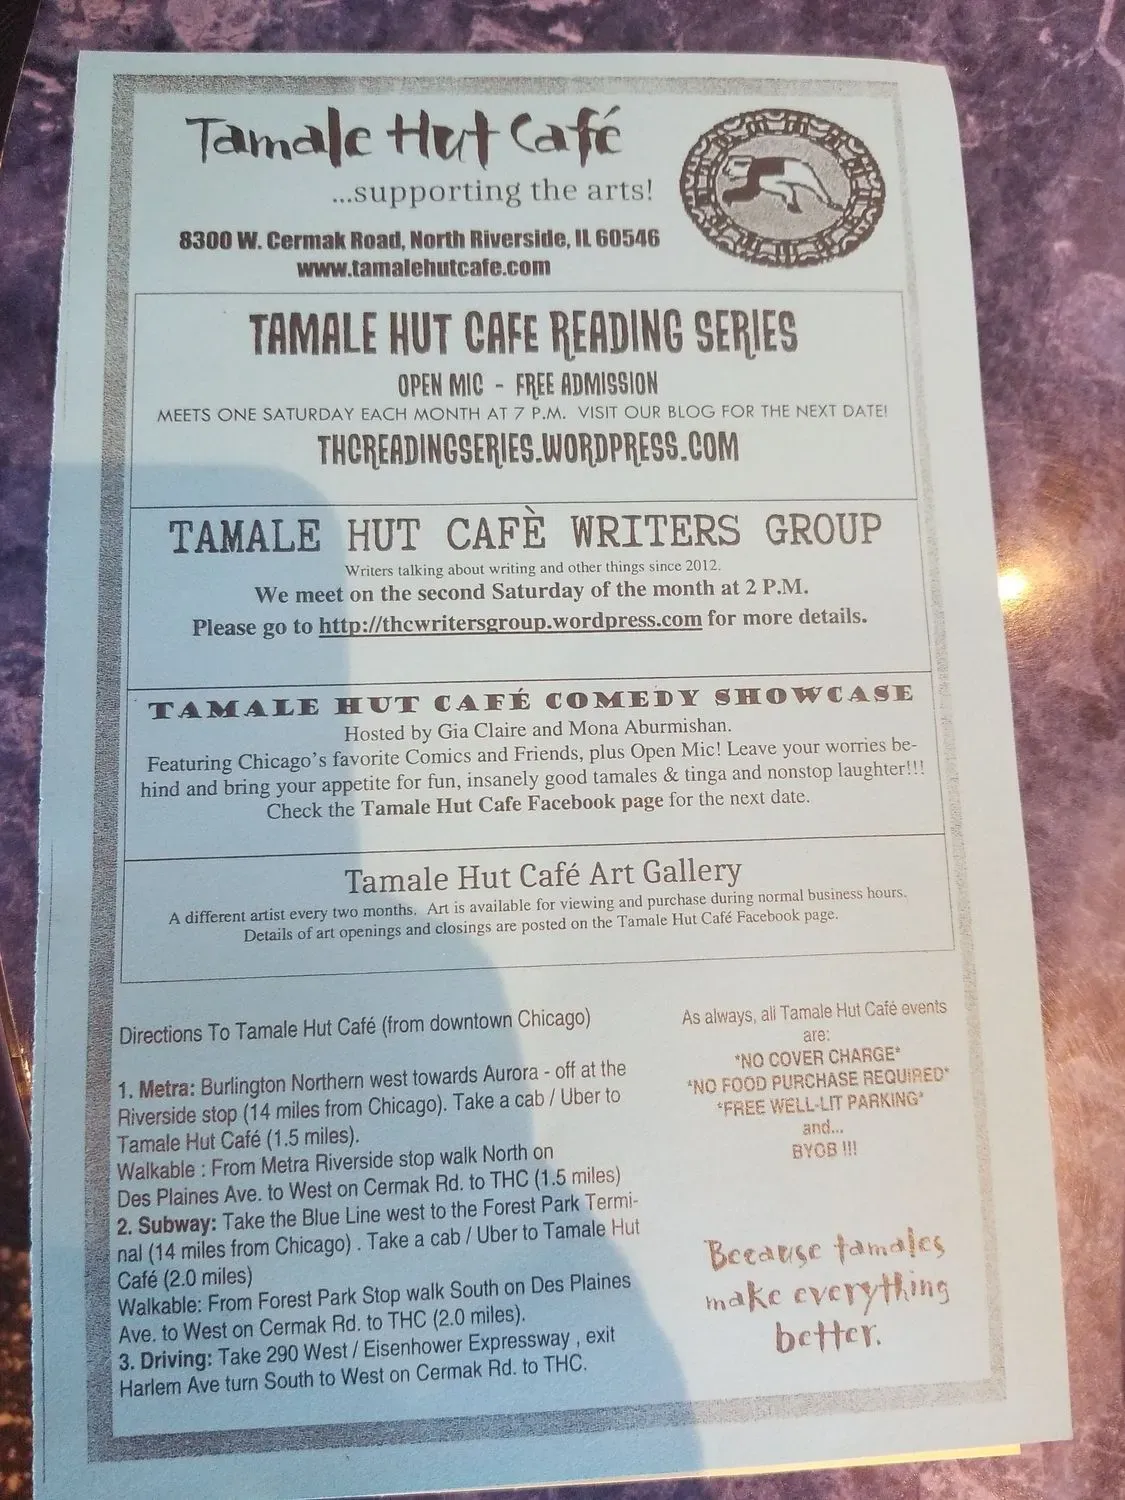 Tamale Hut Café
...supporting the arts!
8300 W. Cermak Road, North Riverside, IL 60546
www.tamalehutcafe.com
TAMALE HUT CAFE READING SERIES
OPEN MIC - FREE ADMISSION
MEETS ONE SATURDAY EACH MONTH AT 7 P.M. VISIT OUR BLOG FOR THE NEXT DATE!
THCREADINGSERIES.WORDPRESS.COM
TAMALE HUT CAFÈ WRITERS GROUP
Writers talking about writing and other things since 2012.
We meet on the second Saturday of the month at 2 P.M.
Please go to http://thcwritersgroup.wordpress.com for more details.
TAMALE HUT CAFÉ COMEDY SHOWCASE
Hosted by Gia Claire and Mona Aburmishan.
Featuring Chicago's favorite Comics and Friends, plus Open Mic! Leave your worries be-
hind and bring your appetite for fun, insanely good tamales & tinga and nonstop laughter!!!
Check the Tamale Hut Cafe Facebook page for the next date.
Tamale Hut Café Art Gallery
A different artist every two months. Art is available for viewing and purchase during normal business hours.
Details of art openings and closings are posted on the Tamale Hut Café Facebook page.
Directions To Tamale Hut Café (from downtown Chicago)
1. Metra: Burlington Northern west towards Aurora - off at the
Riverside stop (14 miles from Chicago). Take a cab / Uber to
Tamale Hut Café (1.5 miles).
Walkable : From Metra Riverside stop walk North on
Des Plaines Ave. to West on Cermak Rd. to THC (1.5 miles)
2. Subway: Take the Blue Line west to the Forest Park Termi-
nal (14 miles from Chicago) . Take a cab / Uber to Tamale Hut
Café (2.0 miles)
Walkable: From Forest Park Stop walk South on Des Plaines
Ave. to West on Cermak Rd. to THC (2.0 miles).
3. Driving: Take 290 West / Eisenhower Expressway , exit
Harlem Ave turn South to West on Cermak Rd. to THC.
As always, all Tamale Hut Café events
are:
*NO COVER CHARGE*
*NO FOOD PURCHASE REQUIRED*
*FREE WELL-LIT PARKING*
and...
BYOB !!!
Because tamales
make everything
better.